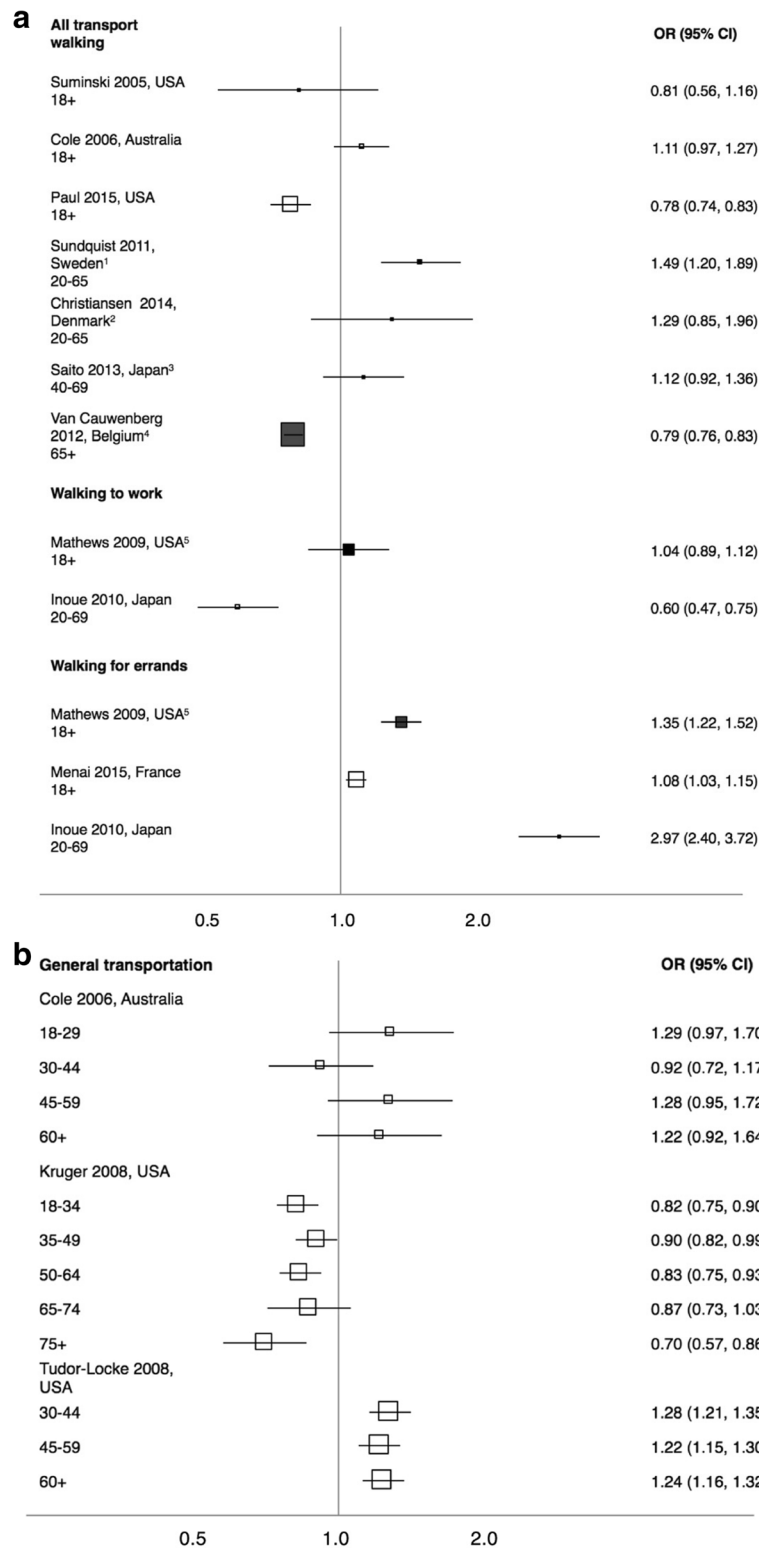 a
All transport
walking
OR (95% CI)
Suminski 2005, USA
18+
0.81 (0.56, 1.16)
Cole 2006, Australia
18+
1.11 (0.97, 1.27)
Paul 2015, USA
18+
0.78 (0.74, 0.83)
Sundquist 2011,
Sweden¹
20-65
1.49 (1.20, 1.89)
Christiansen 2014,
Denmark²
20-65
1.29 (0.85, 1.96)
Saito 2013, Japan³
40-69
1.12 (0.92, 1.36)
Van Cauwenberg
2012, Belgium⁴
65+
0.79 (0.76, 0.83)
Walking to work
Mathews 2009, USA⁵
18+
1.04 (0.89, 1.12)
Inoue 2010, Japan
20-69
0.60 (0.47, 0.75)
Walking for errands
Mathews 2009, USA⁵
18+
1.35 (1.22, 1.52)
Menai 2015, France
18+
1.08 (1.03, 1.15)
Inoue 2010, Japan
20-69
2.97 (2.40, 3.72)
0.5 1.0 2.0
b
General transportation OR (95% CI)
Cole 2006, Australia
18-29 1.29 (0.97, 1.70
30-44 0.92 (0.72, 1.17
45-59 1.28 (0.95, 1.72
60+ 1.22 (0.92, 1.64
Kruger 2008, USA
18-34 0.82 (0.75, 0.90
35-49 0.90 (0.82, 0.99
50-64 0.83 (0.75, 0.93
65-74 0.87 (0.73, 1.03
75+ 0.70 (0.57, 0.86
Tudor-Locke 2008,
USA
30-44 1.28 (1.21, 1.35
45-59 1.22 (1.15, 1.30
60+ 1.24 (1.16, 1.32
0.5 1.0 2.0